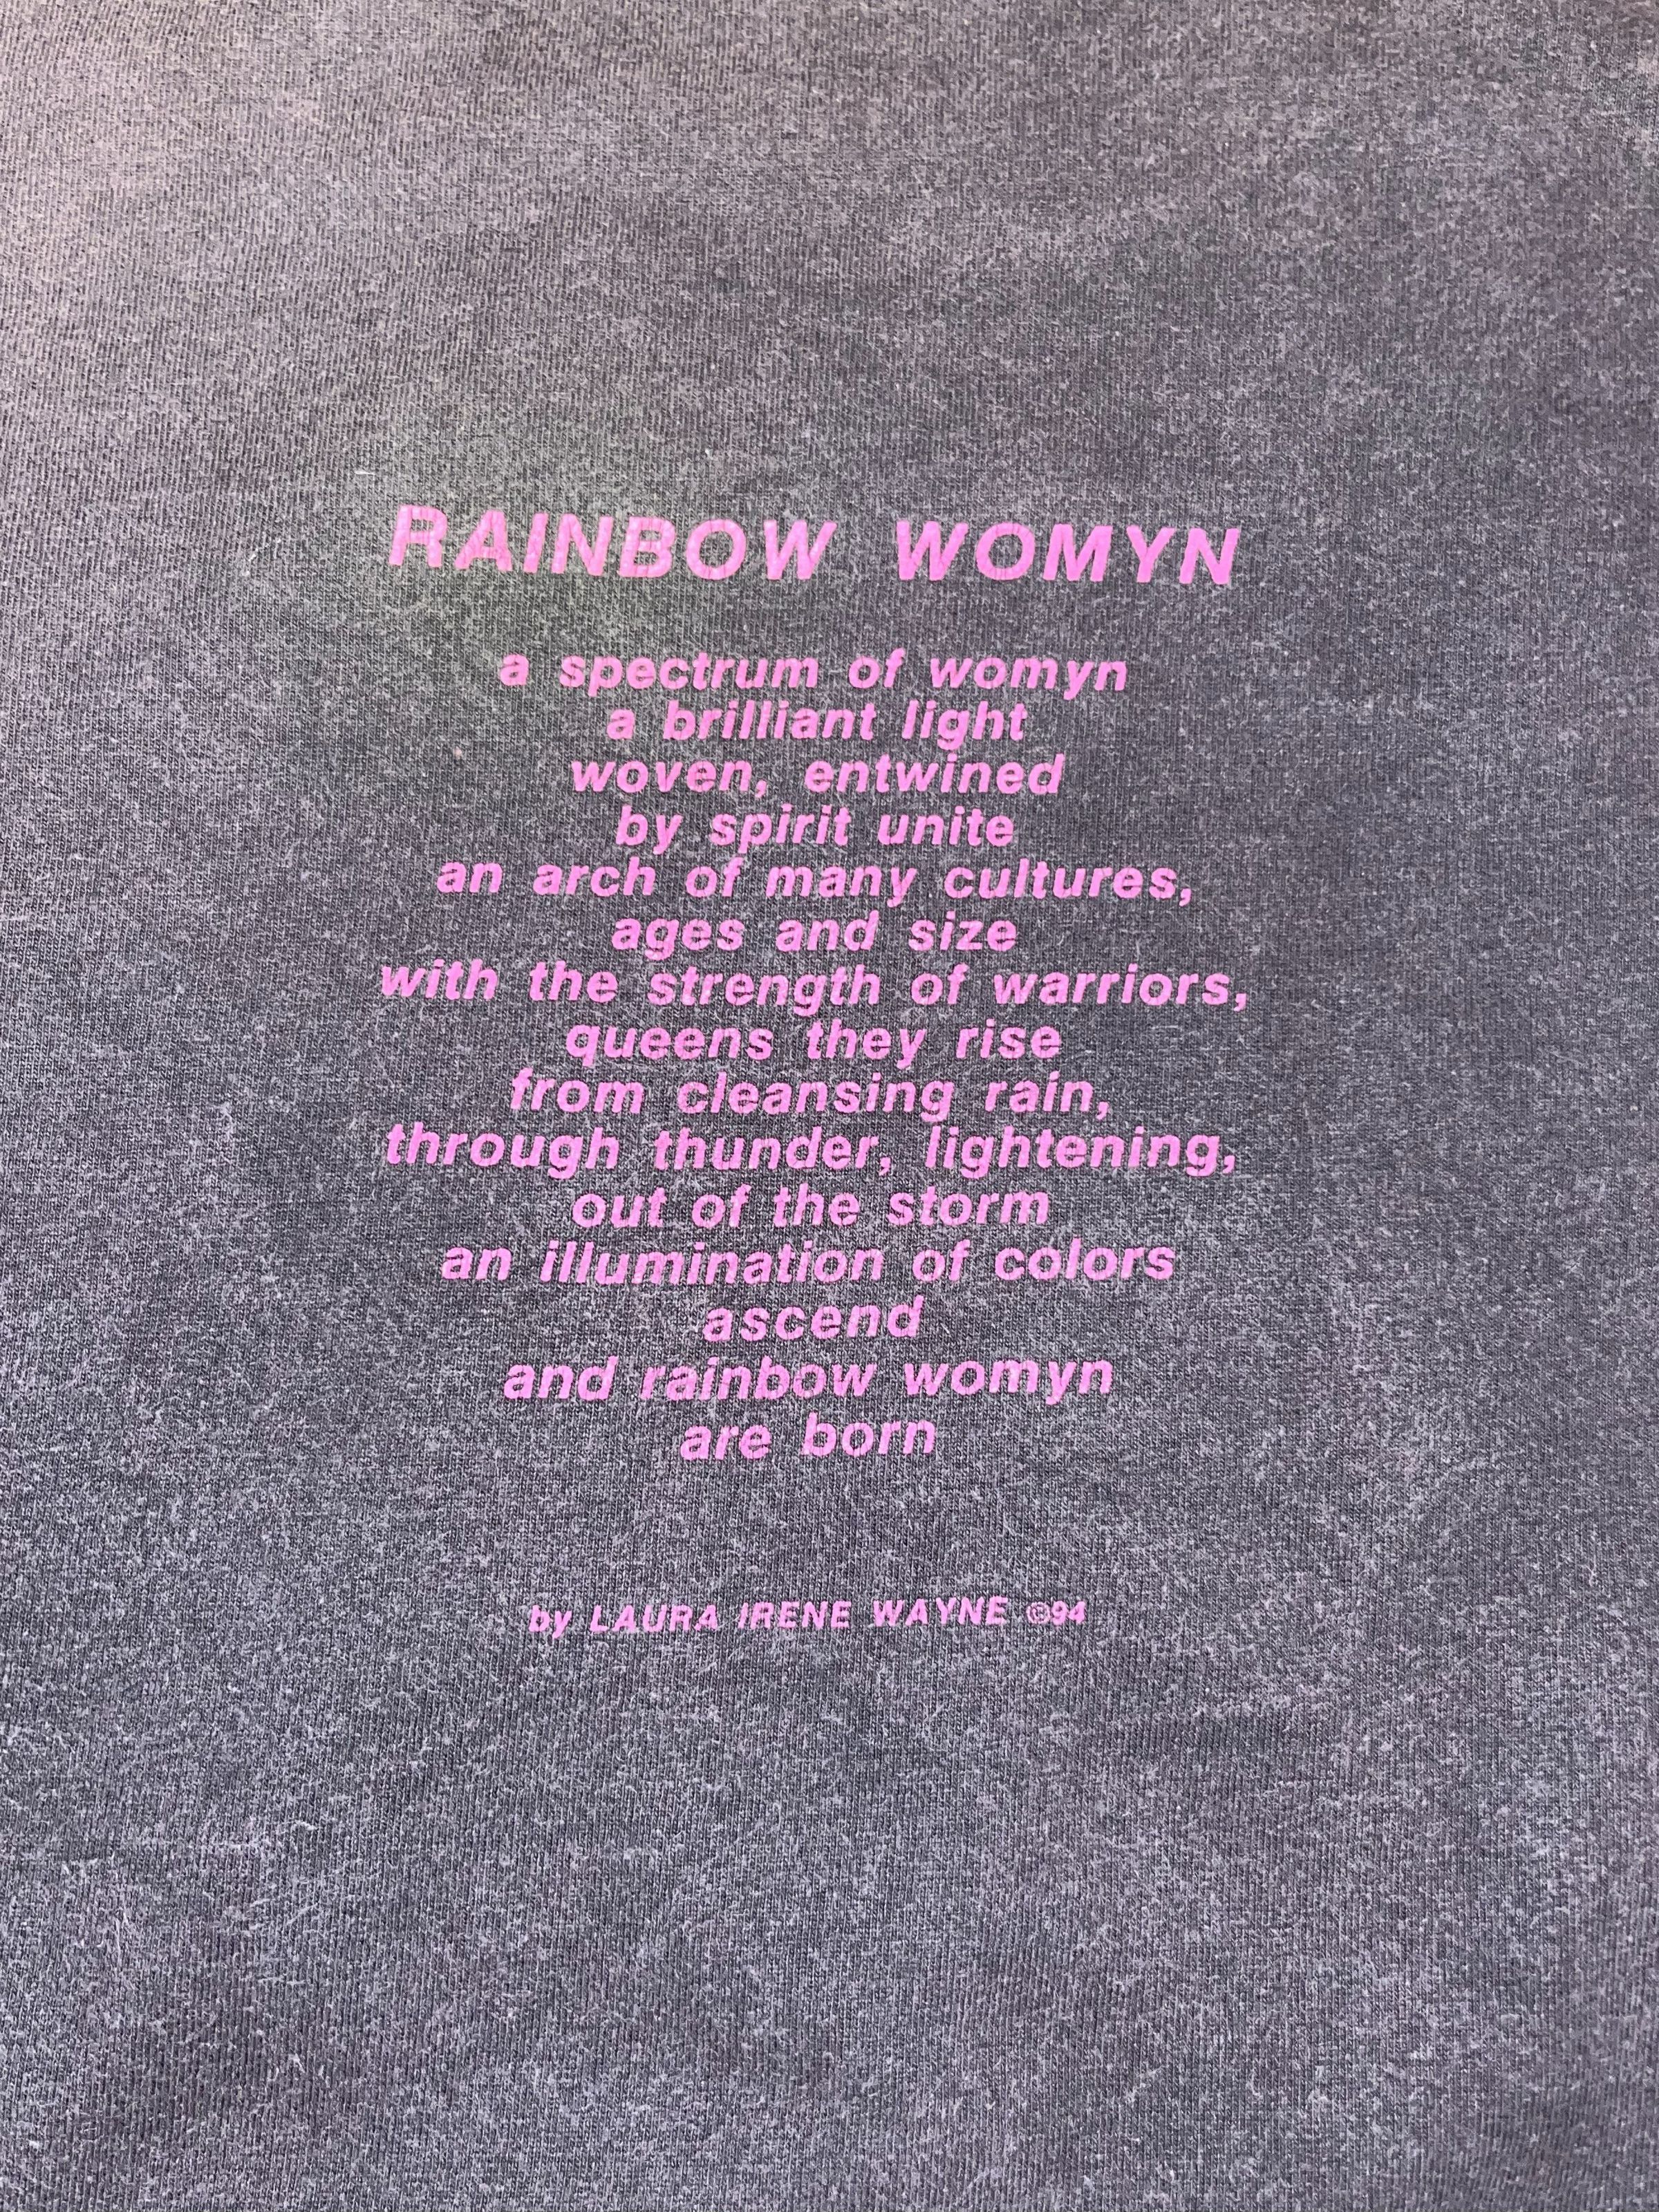 RAINBOW WOMYN
a spectrum of womyn
a brilliant light
woven, entwined
by spirit unite
an arch of many cultures,
ages and size
with the strength of warriors,
queens they rise
from cleansing rain,
through thunder, lightening,
out of the storm
an illumination of colors
ascend
and rainbow womyn
are born
by LAURA IRENE WAYNE ©94